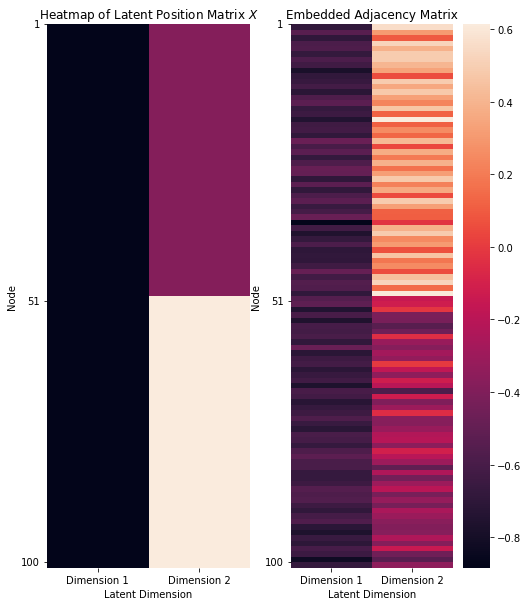 Heatmap of Latent Position Matrix X
Embedded Adjacency Matrix
1
51
100
Node
Dimension 1
Dimension 2
Latent Dimension
1
51
100
Node
Dimension 1
Dimension 2
Latent Dimension
0.6
0.4
0.2
0.0
−0.2
−0.4
−0.6
−0.8